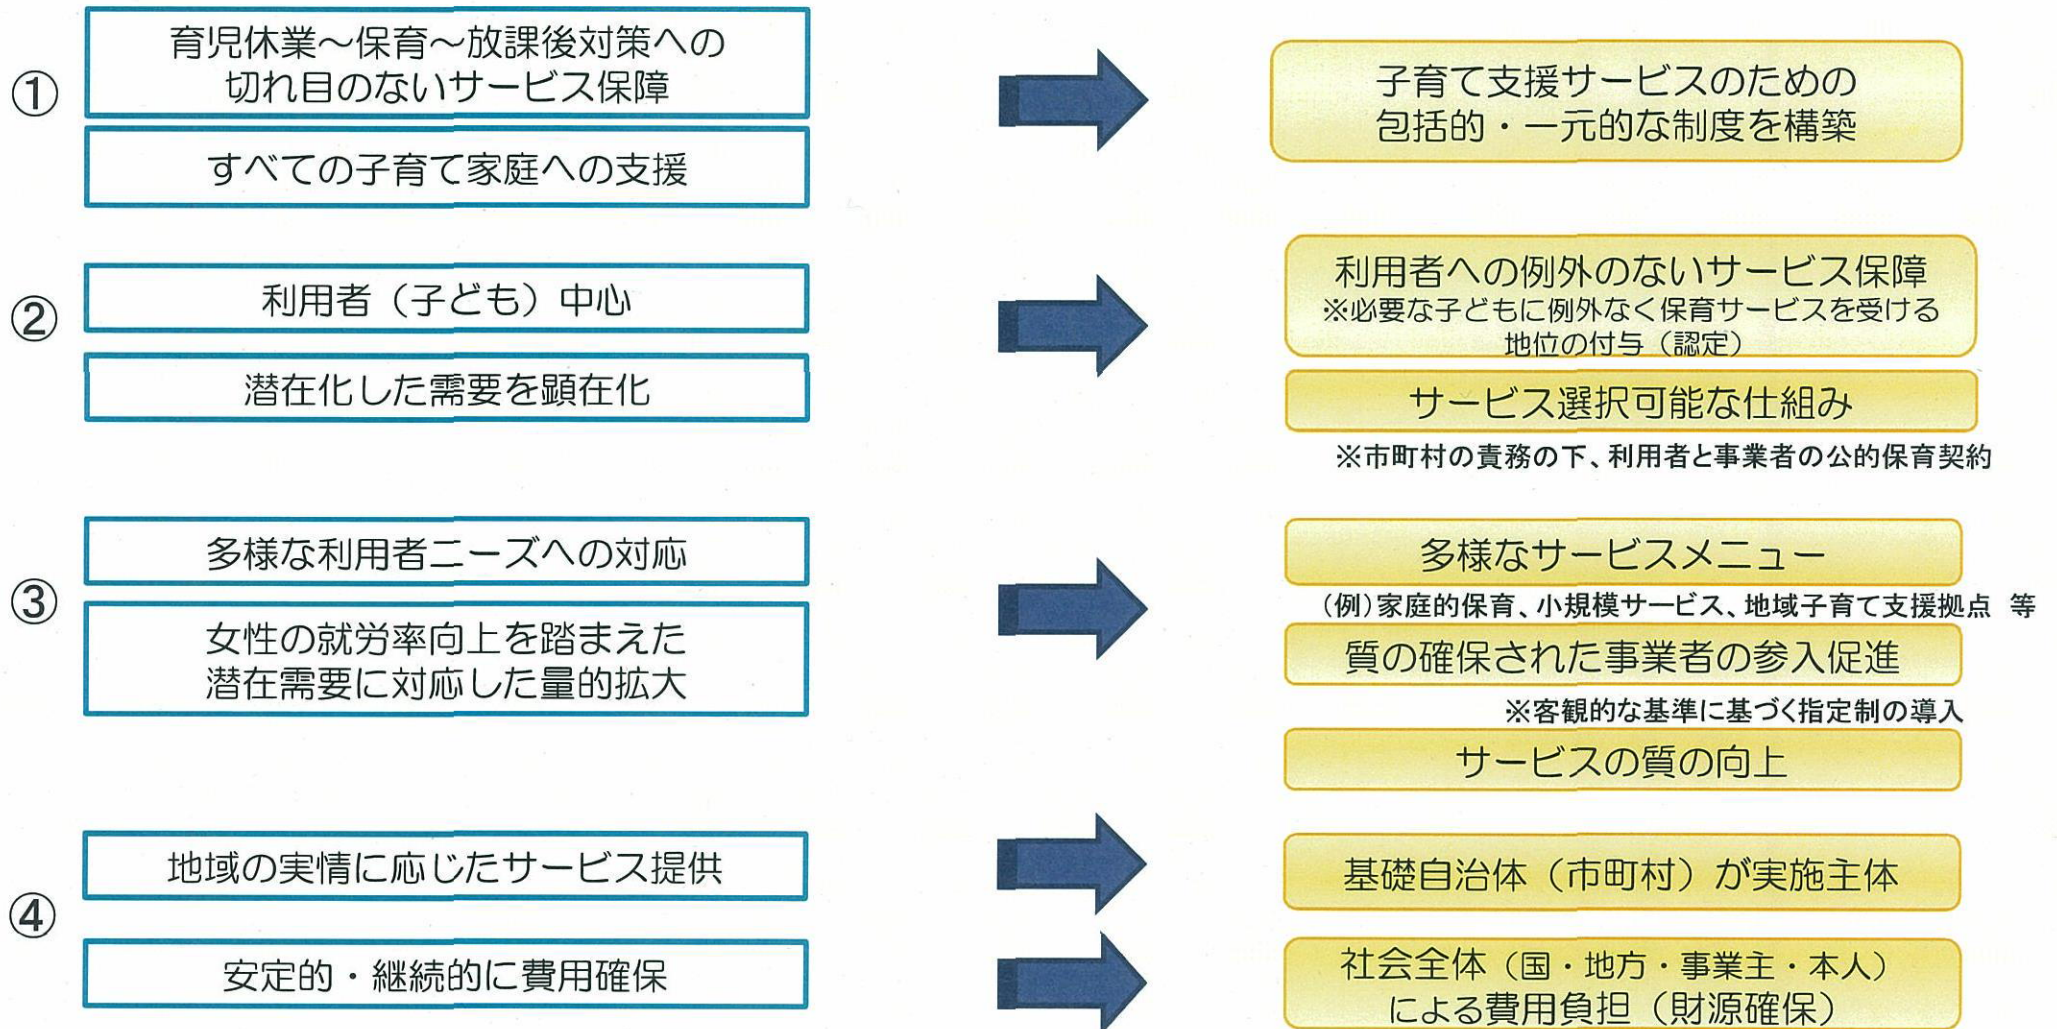 ①
育児休業～保育～放課後対策への
切れ目のないサービス保障
すべての子育て家庭への支援
子育て支援サービスのための
包括的・一元的な制度を構築
②
利用者（子ども）中心
潜在化した需要を顕在化
利用者への例外のないサービス保障
※必要な子どもに例外なく保育サービスを受ける
地位の付与（認定）
サービス選択可能な仕組み
※市町村の責務の下、利用者と事業者の公的保育契約
③
多様な利用者ニーズへの対応
女性の就労率向上を踏まえた
潜在需要に対応した量的拡大
多様なサービスメニュー
（例）家庭的保育、小規模サービス、地域子育て支援拠点 等
質の確保された事業者の参入促進
※客観的な基準に基づく指定制の導入
サービスの質の向上
④
地域の実情に応じたサービス提供
安定的・継続的に費用確保
基礎自治体（市町村）が実施主体
社会全体（国・地方・事業主・本人）
による費用負担（財源確保）